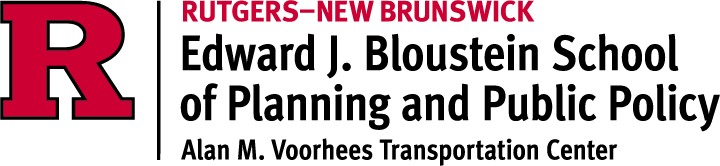 R
RUTGERS–NEW BRUNSWICK
Edward J. Bloustein School
of Planning and Public Policy
Alan M. Voorhees Transportation Center